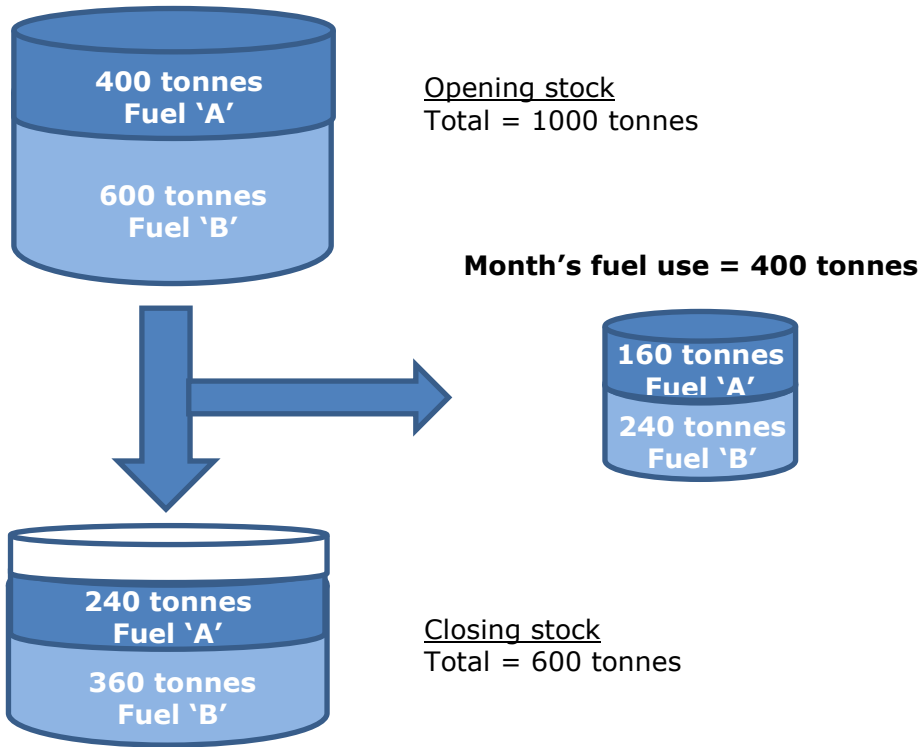 400 tonnes
Fuel ‘A’
600 tonnes
Fuel ‘B’
Opening stock
Total = 1000 tonnes
Month’s fuel use = 400 tonnes
160 tonnes
Fuel ‘A’
240 tonnes
Fuel ‘B’
240 tonnes
Fuel ‘A’
360 tonnes
Fuel ‘B’
Closing stock
Total = 600 tonnes